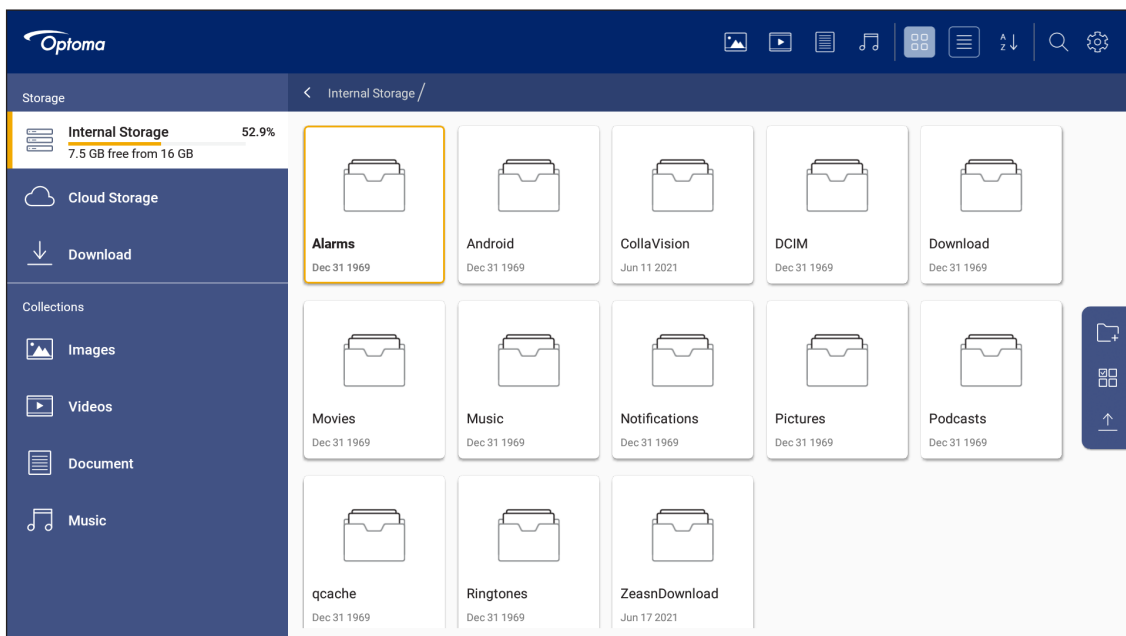 Optoma
A
Z
Storage
Internal Storage /
Internal Storage 52.9%
7.5 GB free from 16 GB
Cloud Storage
Download
Collections
Images
Videos
Document
Music
Alarms
Dec 31 1969
Android
Dec 31 1969
CollaVision
Jun 11 2021
DCIM
Dec 31 1969
Download
Dec 31 1969
Movies
Dec 31 1969
Music
Dec 31 1969
Notifications
Dec 31 1969
Pictures
Dec 31 1969
Podcasts
Dec 31 1969
qcache
Dec 31 1969
Ringtones
Dec 31 1969
ZeasnDownload
Jun 17 2021